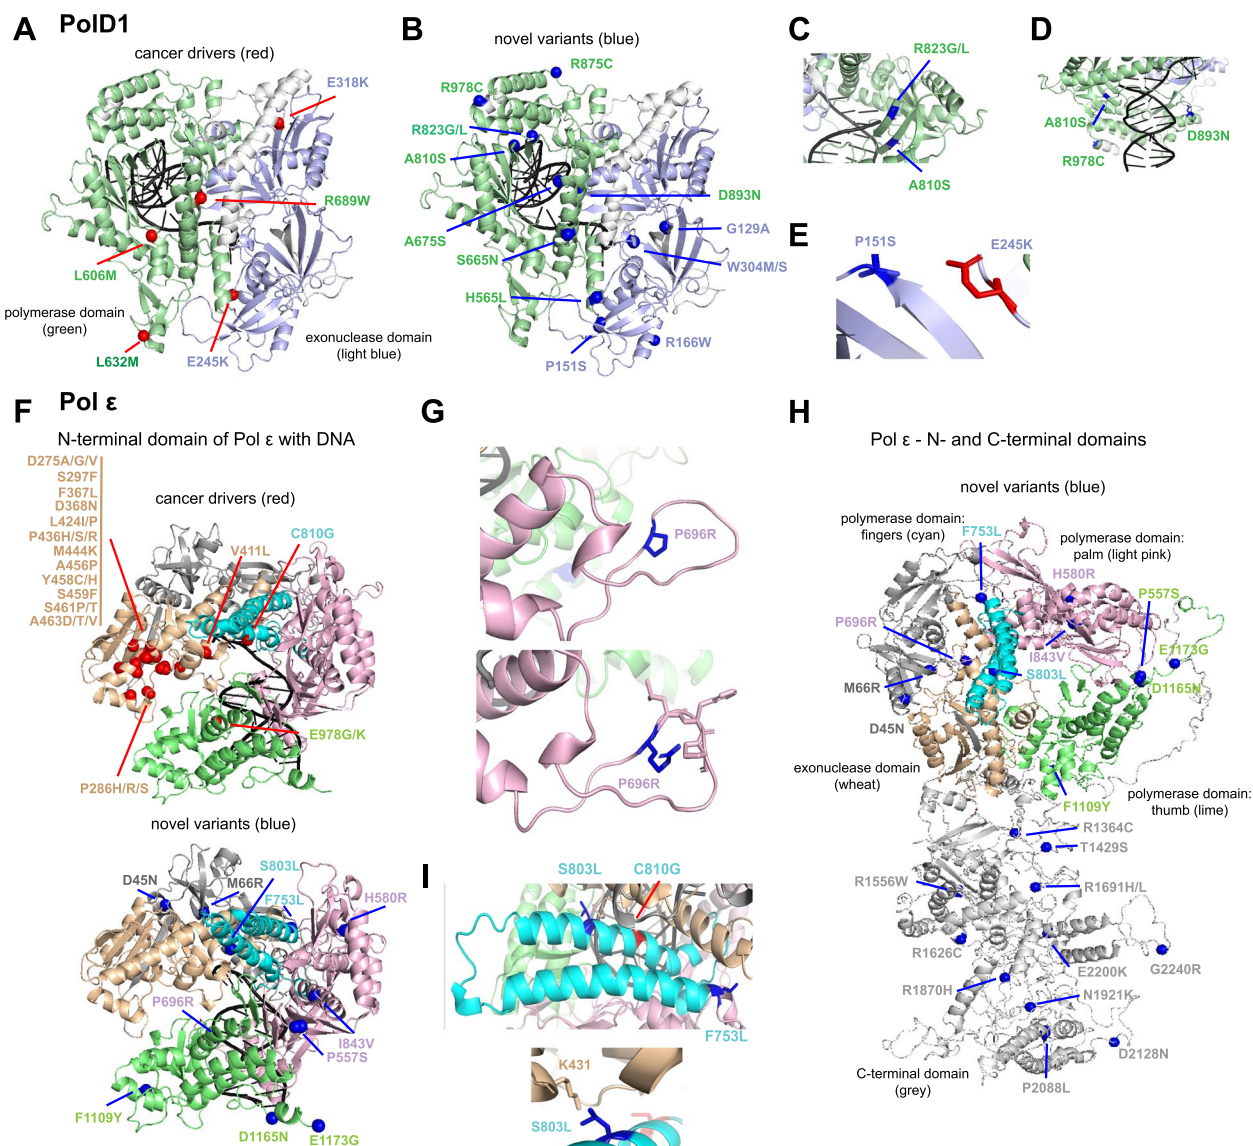 A PolD1
cancer drivers (red)
E318K
R689W
L606M
polymerase domain
(green)
exonuclease domain
(light blue)
L632M
E245K
B
novel variants (blue)
R875C
R978C
R823G/L
A810S
D893N
A675S
G129A
S665N
W304M/S
H565L
R166W
P151S
C
R823G/L
A810S
D
A810S
D893N
R978C
E
P151S
E245K
F Pol ε
N-terminal domain of Pol ε with DNA
D275A/G/V
S297F
F367L
D368N
L424I/P
P436H/S/R
M444K
A456P
Y458C/H
S459F
S461P/T
A463D/T/V
cancer drivers (red)
C810G
V411L
E978G/K
P286H/R/S
novel variants (blue)
S803L
D45N
M66R
F753L
H580R
P696R
I843V
P557S
F1109Y
D1165N
E1173G
G
P696R
P696R
H
Pol ε - N- and C-terminal domains
novel variants (blue)
polymerase domain:
fingers (cyan)
F753L
polymerase domain:
palm (light pink)
H580R
P557S
P696R
E1173G
I843V
S803L
M66R
D1165N
D45N
exonuclease domain
(wheat)
polymerase domain:
thumb (lime)
F1109Y
R1364C
T1429S
R1556W
R1691H/L
R1626C
E2200K
G2240R
R1870H
N1921K
D2128N
C-terminal domain
(grey)
P2088L
I
S803L
C810G
F753L
K431
S803L